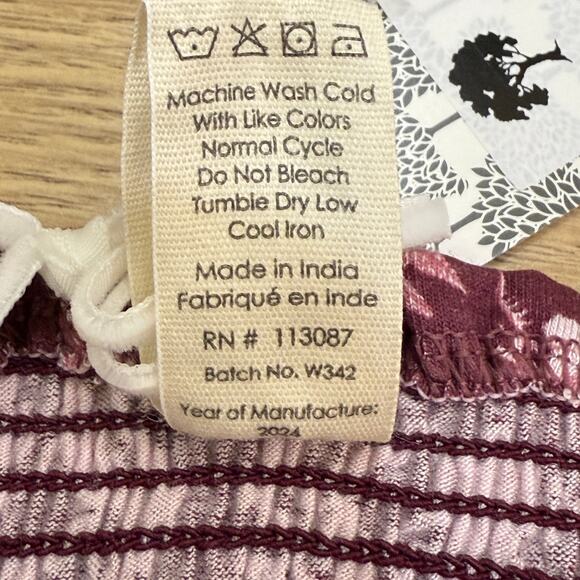 Machine Wash Cold
With Like Colors
Normal Cycle
Do Not Bleach
Tumble Dry Low
Cool Iron
Made in India
Fabriqué en Inde
RN # 113087
Batch No. W342
Year of Manufacture:
2024